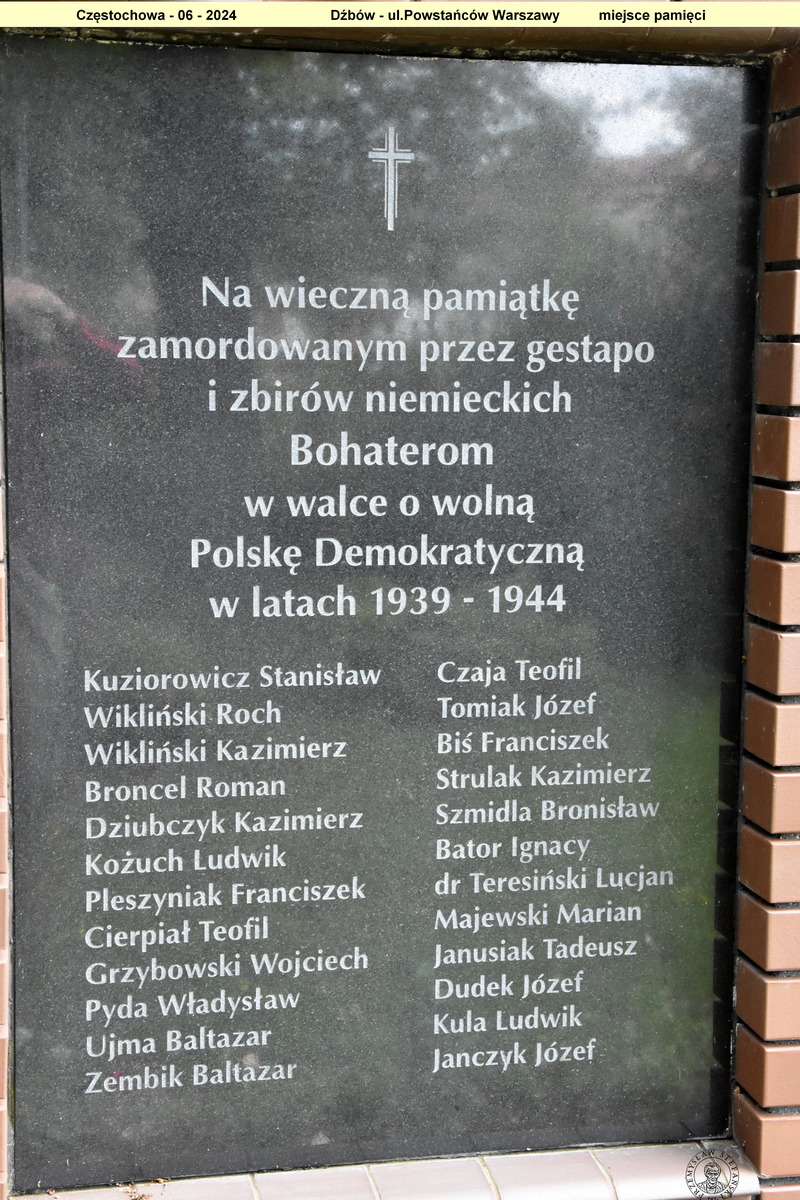 Częstochowa - 06 - 2024 Dźbów - ul.Powstańców Warszawy miejsce pamięci
Na wieczną pamiątkę
zamordowanym przez gestapo
i zbirów niemieckich
Bohaterom
w walce o wolną
Polskę Demokratyczną
w latach 1939 - 1944
Kuziorowicz Stanisław
Wikliński Roch
Wikliński Kazimierz
Broncel Roman
Dziubczyk Kazimierz
Kożuch Ludwik
Pleszyniak Franciszek
Cierpiał Teofil
Grzybowski Wojciech
Pyda Władysław
Ujma Baltazar
Zembik Baltazar
Czaja Teofil
Tomiak Józef
Biś Franciszek
Strulak Kazimierz
Szmidla Bronisław
Bator Ignacy
dr Teresiński Lucjan
Majewski Marian
Janusiak Tadeusz
Dudek Józef
Kula Ludwik
Janczyk Józef